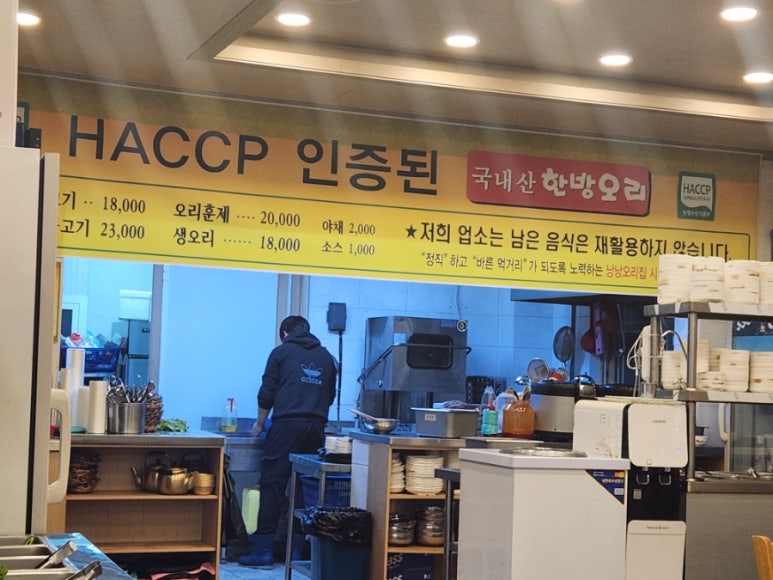 HACCP 인증된
국내산 한방오리
HACCP
기 ·· 18,000
오리훈제 ···· 20,000
야채 2,000
고기 23,000
생오리 ······ 18,000
소스 1,000
★저희 업소는 남은 음식은 재활용하지 않습니다.
"정직"하고 "바른 먹거리"가 되도록 노력하는 냠냠오리집
adidas